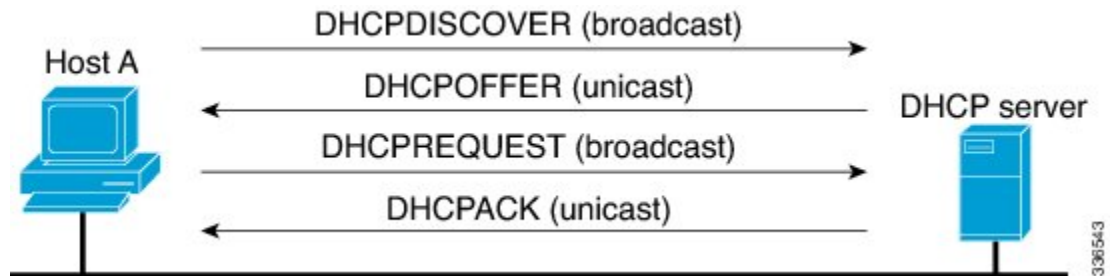 DHCPDISCOVER (broadcast)
Host A
DHCPOFFER (unicast)
DHCP server
DHCPREQUEST (broadcast)
DHCPACK (unicast)
336543